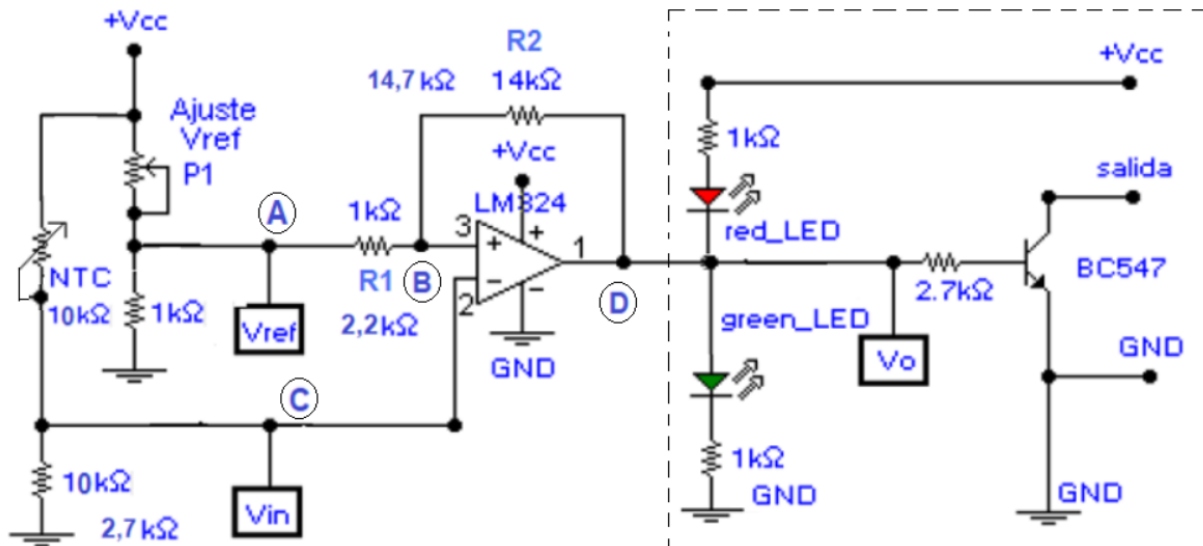 +Vcc
R2
14,7 kΩ
14kΩ
Ajuste
Vref
P1
+Vcc
+Vcc
1kΩ
salida
A
1kΩ
LM324
3
+
+
1
red_LED
NTC
10kΩ
1kΩ
R1
B
−
−
2
D
2.7kΩ
BC547
Vref
2,2kΩ
green_LED
GND
Vo
GND
C
10kΩ
1kΩ
2,7 kΩ
Vin
GND
GND